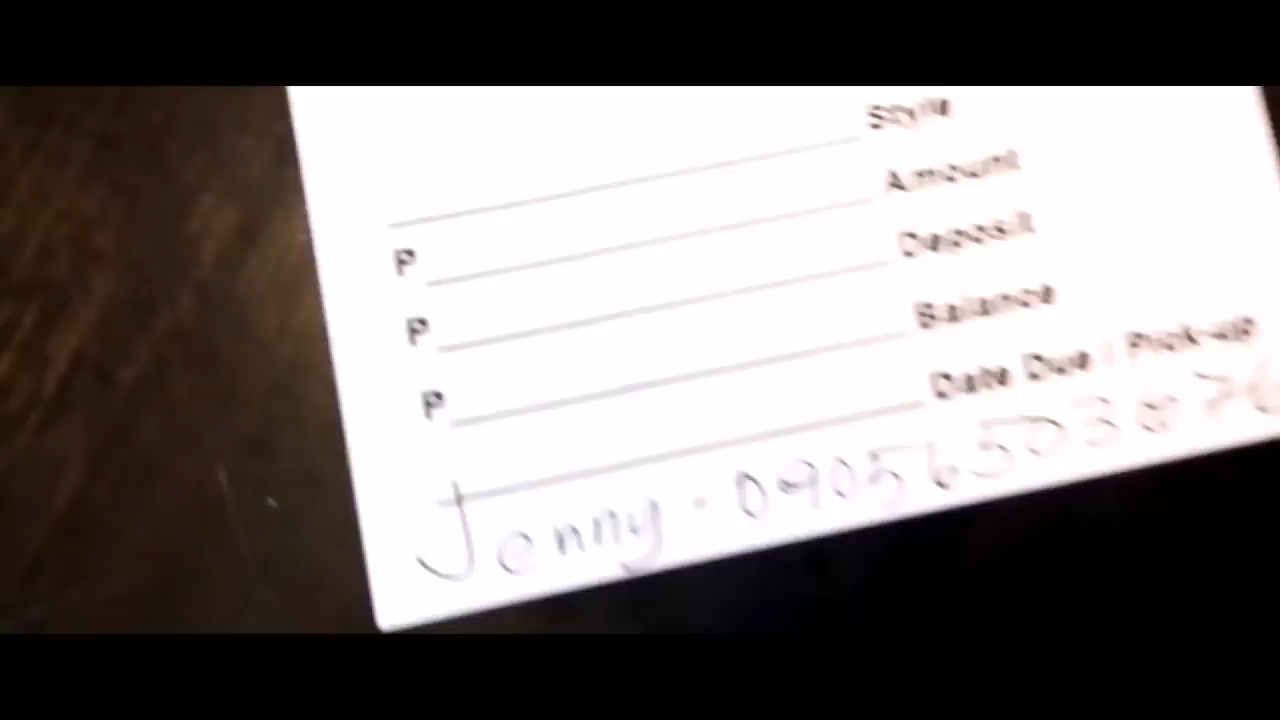 Style
Amount
P Deposit
P Balance
P Date Due / Pick-up
Jenny -